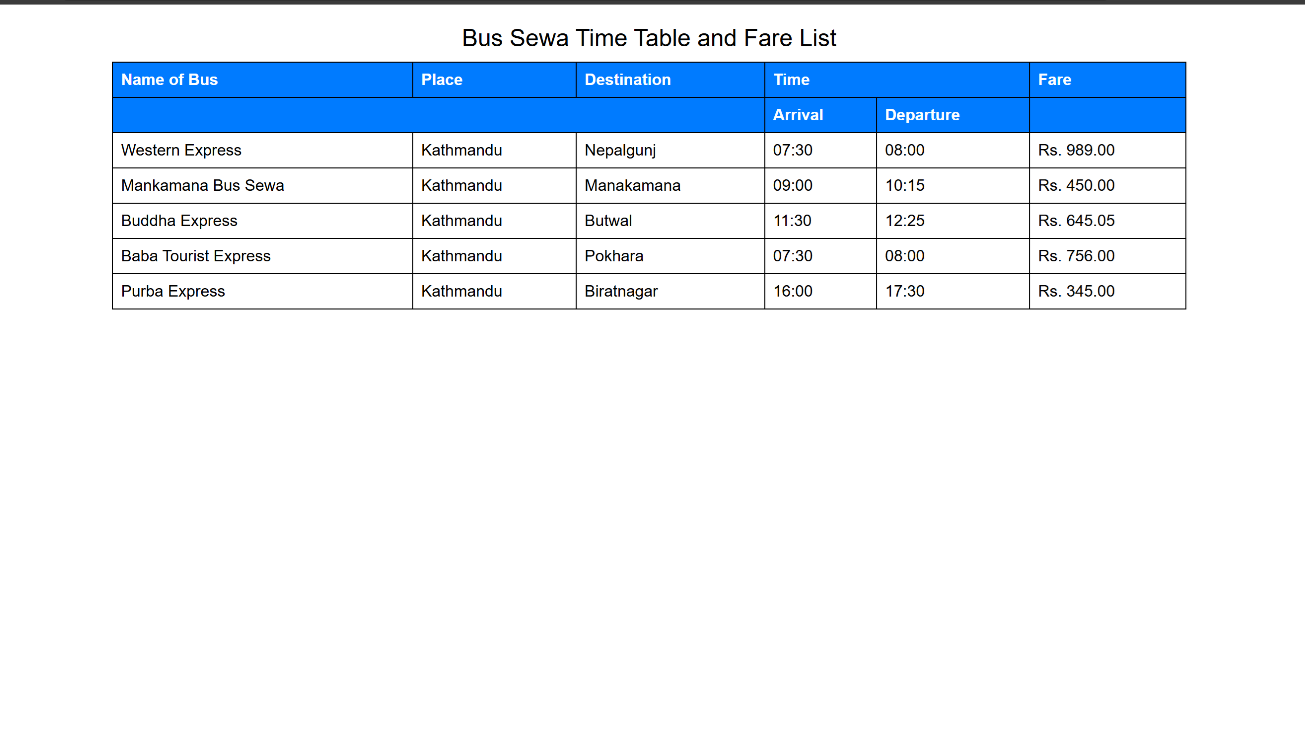 Bus Sewa Time Table and Fare List
Name of Bus Place Destination Time Fare
Arrival Departure
Western Express Kathmandu Nepalgunj 07:30 08:00 Rs. 989.00
Mankamana Bus Sewa Kathmandu Manakamana 09:00 10:15 Rs. 450.00
Buddha Express Kathmandu Butwal 11:30 12:25 Rs. 645.05
Baba Tourist Express Kathmandu Pokhara 07:30 08:00 Rs. 756.00
Purba Express Kathmandu Biratnagar 16:00 17:30 Rs. 345.00